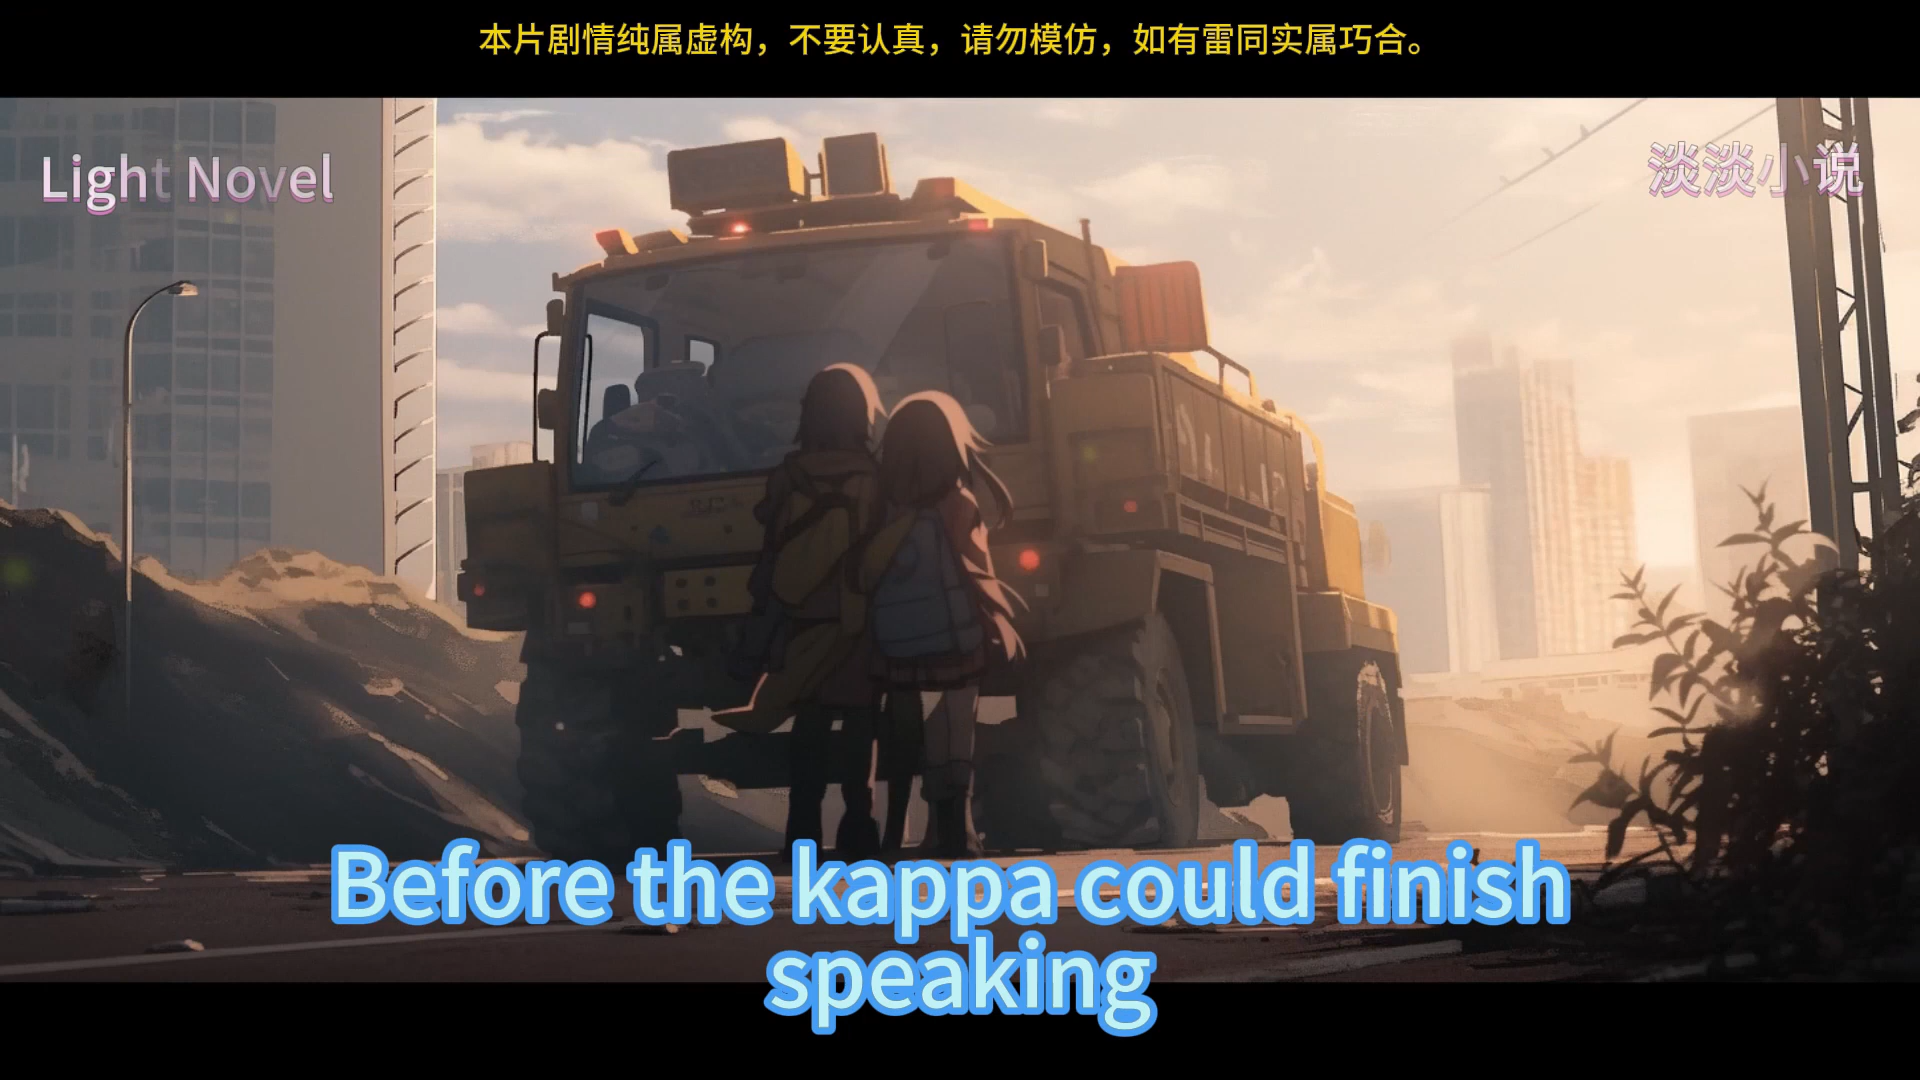 本片剧情纯属虚构，不要认真，请勿模仿，如有雷同实属巧合。
Light Novel
淡淡小说
Before the kappa could finish
speaking